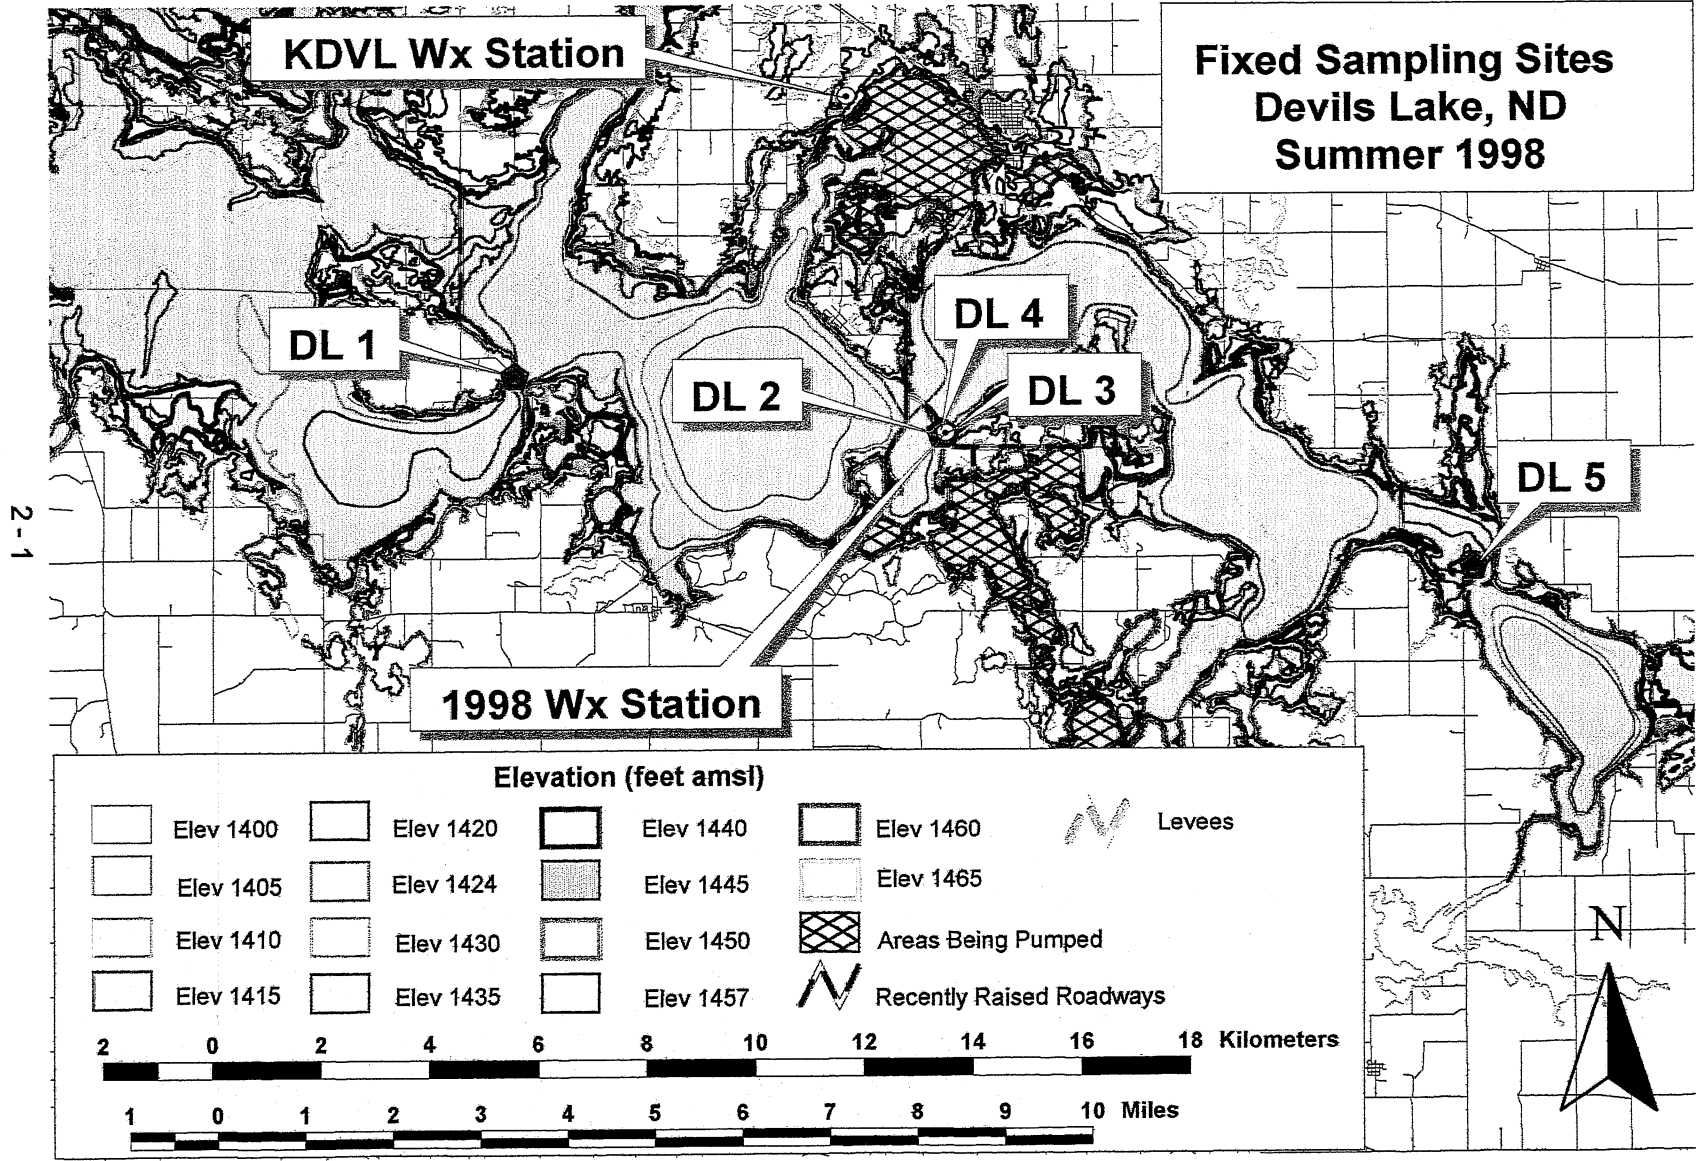 KDVL Wx Station
Fixed Sampling Sites
Devils Lake, ND
Summer 1998
DL 1
DL 2
DL 4
DL 3
DL 5
2 - 1
1998 Wx Station
Elevation (feet amsl)
Elev 1400
Elev 1420
Elev 1440
Elev 1460
Levees
Elev 1405
Elev 1424
Elev 1445
Elev 1465
Elev 1410
Elev 1430
Elev 1450
Areas Being Pumped
Elev 1415
Elev 1435
Elev 1457
Recently Raised Roadways
N
2 0 2 4 6 8 10 12 14 16 18 Kilometers
1 0 1 2 3 4 5 6 7 8 9 10 Miles